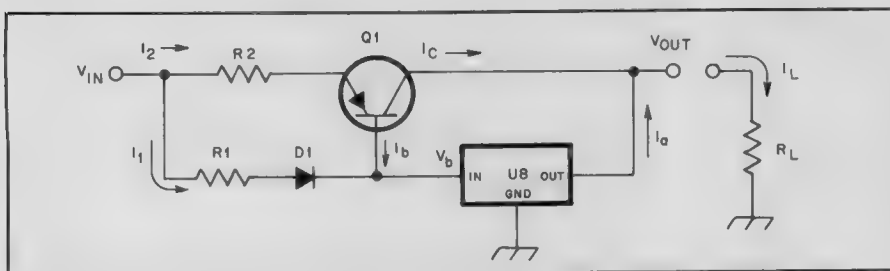 Q1
I2
R2
IC
VOUT
IL
VIN
I1
R1
D1
Ib
Vb
IN
U8
OUT
GND
Ia
RL